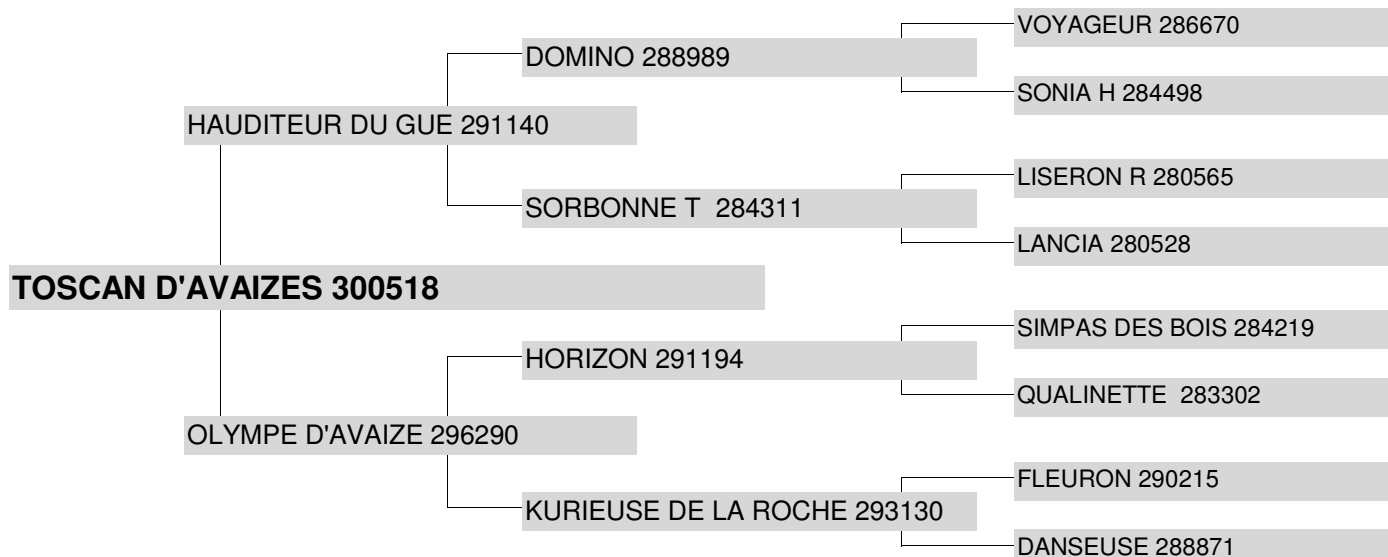 VOYAGEUR 286670
DOMINO 288989
SONIA H 284498
HAUDITEUR DU GUE 291140
LISERON R 280565
SORBONNE T  284311
LANCIA 280528
TOSCAN D'AVAIZES 300518
SIMPAS DES BOIS 284219
HORIZON 291194
QUALINETTE  283302
OLYMPE D'AVAIZE 296290
FLEURON 290215
KURIEUSE DE LA ROCHE 293130
DANSEUSE 288871